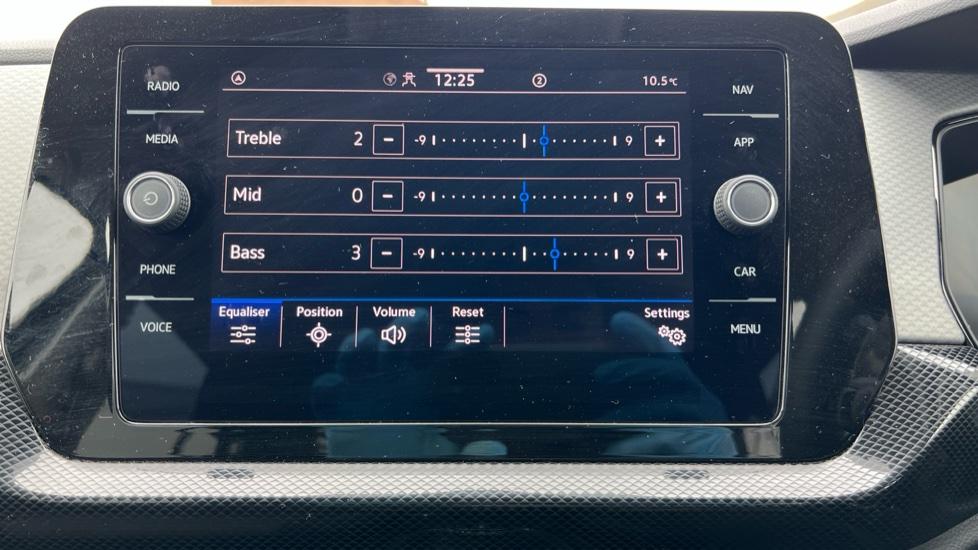 RADIO
MEDIA
PHONE
VOICE
12:25
2
10.5°C
Treble 2 - -9 9 +
Mid 0 - -9 9 +
Bass 3 - -9 9 +
Equaliser Position Volume Reset Settings
NAV
APP
CAR
MENU